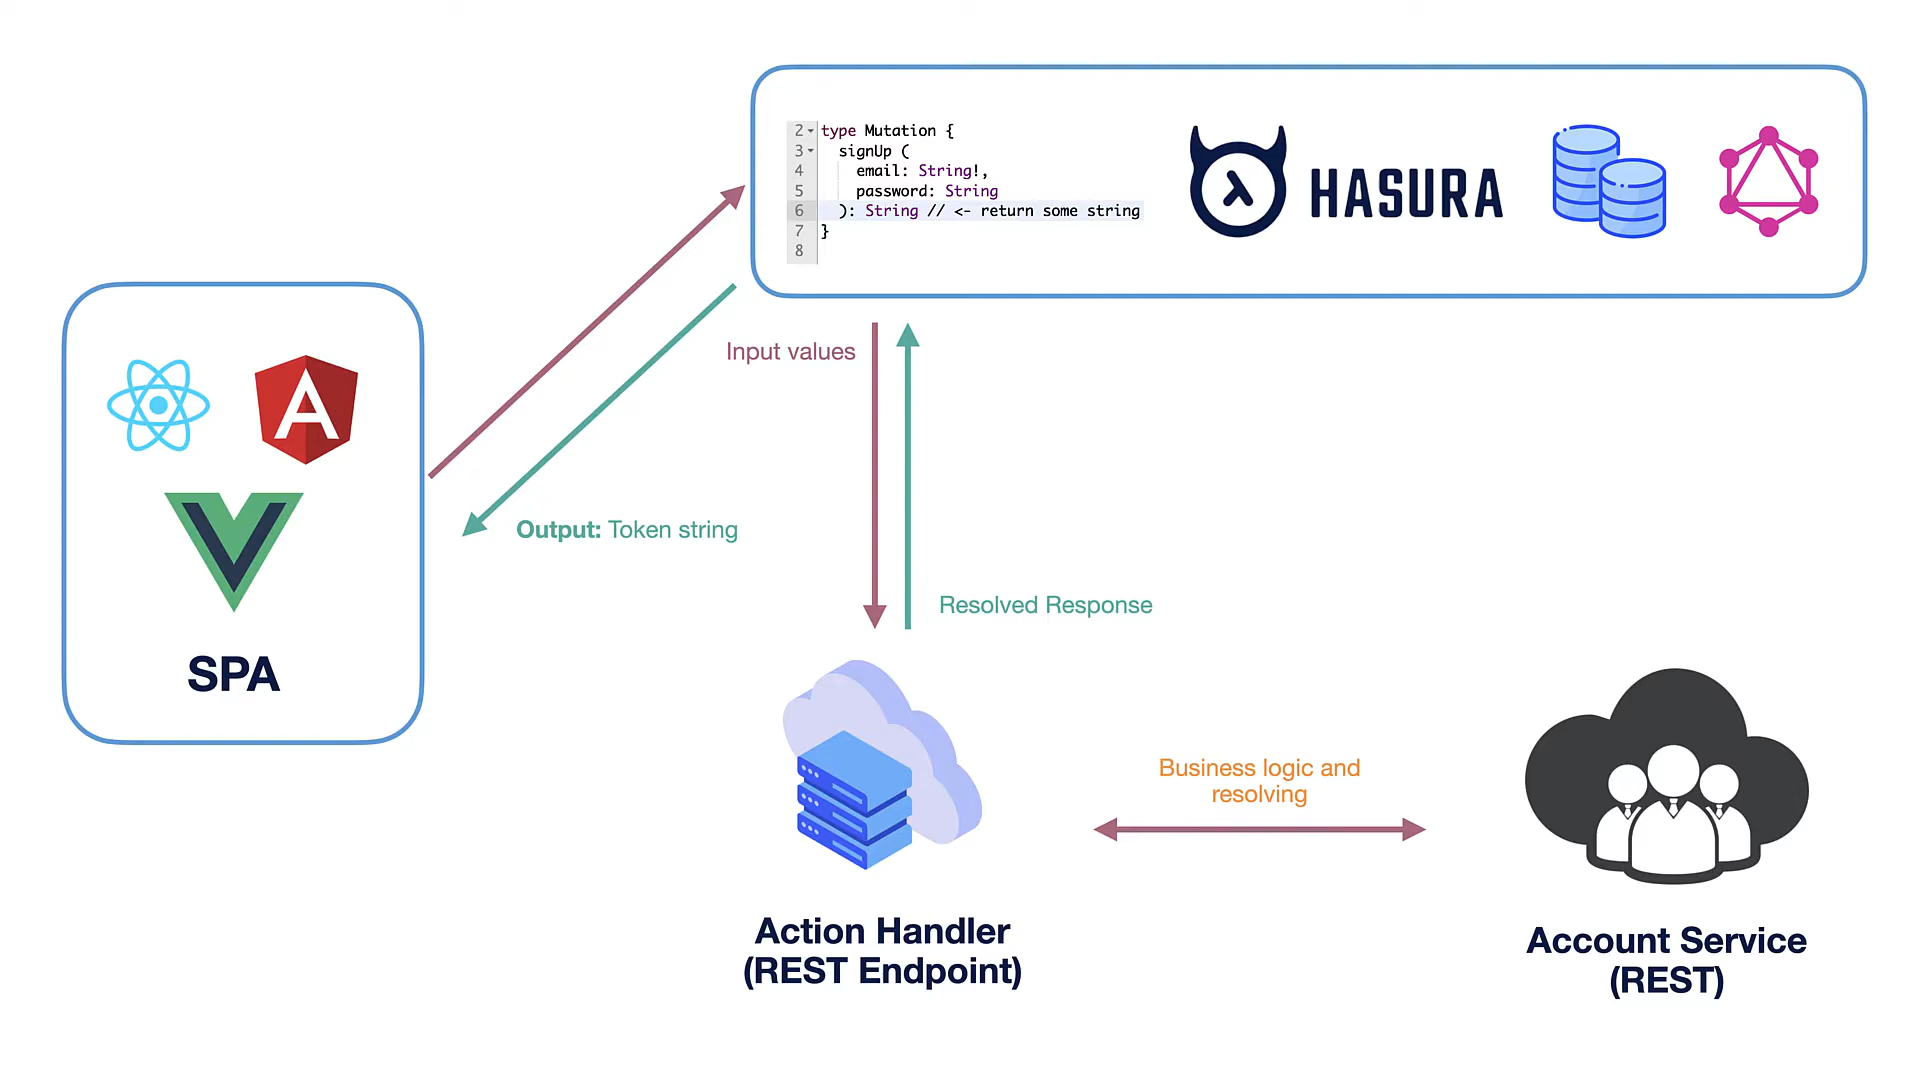 2 type Mutation {
3 signUp (
4 email: String!,
5 password: String
6 ): String // <- return some string
7 }
8
HASURA
Input values
Output: Token string
Resolved Response
SPA
Business logic and
resolving
Action Handler
(REST Endpoint)
Account Service
(REST)